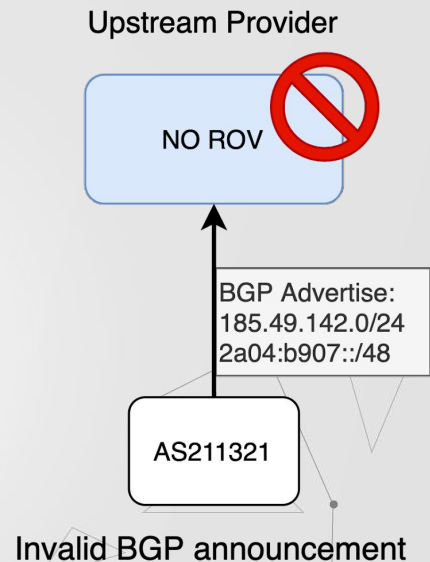 Upstream Provider
NO ROV
BGP Advertise:
185.49.142.0/24
2a04:b907::/48
AS211321
Invalid BGP announcement